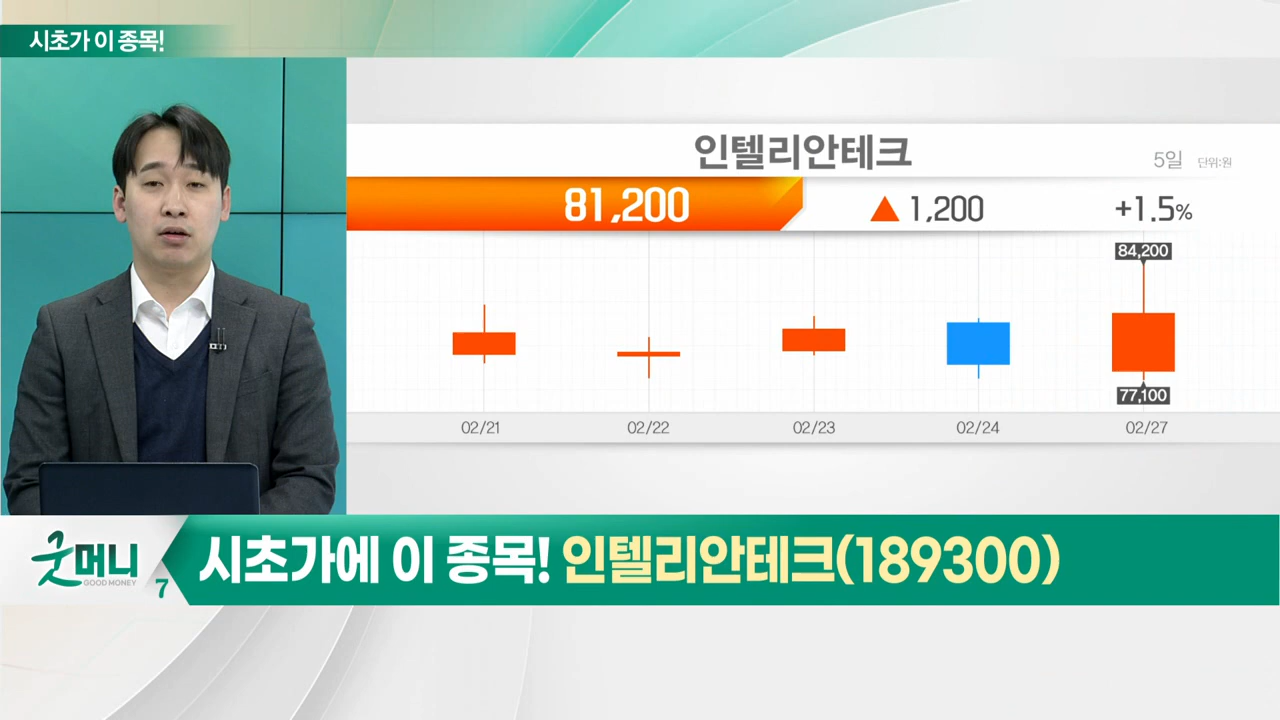 시초가 이 종목!
인텔리안테크
5일 단위:원
81,200 ▲ 1,200 +1.5%
84,200
77,100
02/21 02/22 02/23 02/24 02/27
굿머니
GOOD MONEY
7
시초가에 이 종목! 인텔리안테크(189300)